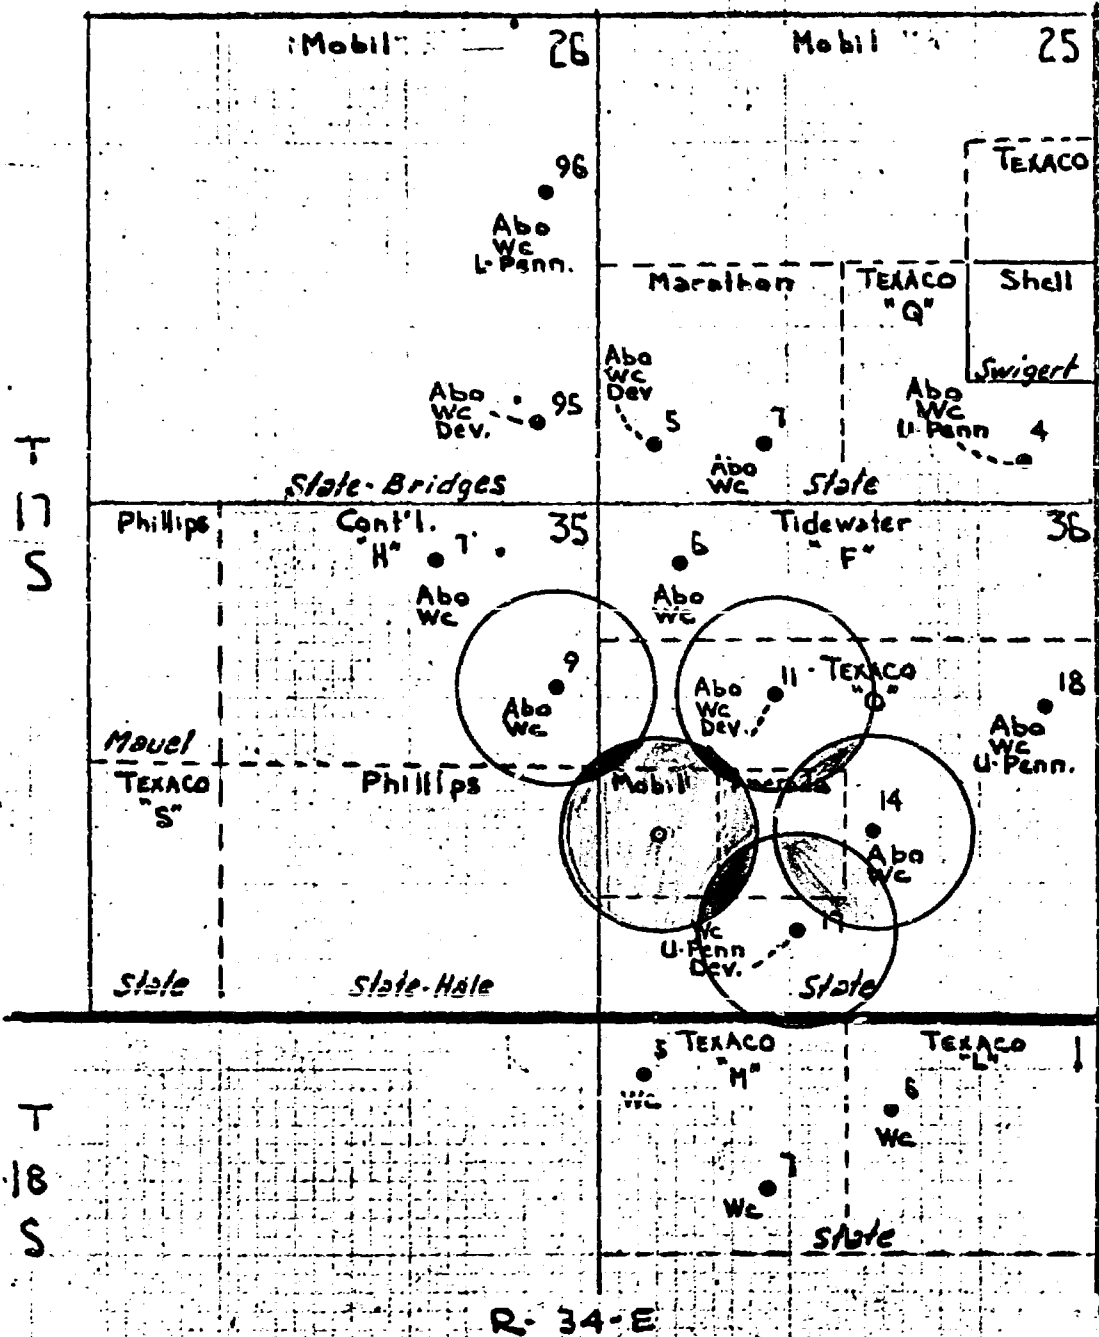 Mobil
26
Mobil
25
96
TEXACO
Abo
Wc
L-Penn.
Marathon
TEXACO
"Q"
Shell
Abo
Wc
Dev
Swigert
Abo
Wc
Dev.
95
5
7
Abo
Wc
U-Penn
4
Abo
Wc
State-Bridges
State
T
17
S
Phillips
Cont'l.
"H"
7
35
Tidewater
"F"
36
6
Abo
Wc
Abo
Wc
9
Abo
Wc
11
TEXACO
Abo
Wc
Dev.
18
Abo
Wc
U-Penn.
TEXACO
"S"
Phillips
Mobil
14
Abo
Wc
Wc
U-Penn
Dev.
State
State
TEXACO
"M"
TEXACO
"L"
1
Wc
6
Wc
7
Wc
State
T
18
S
R-34-E